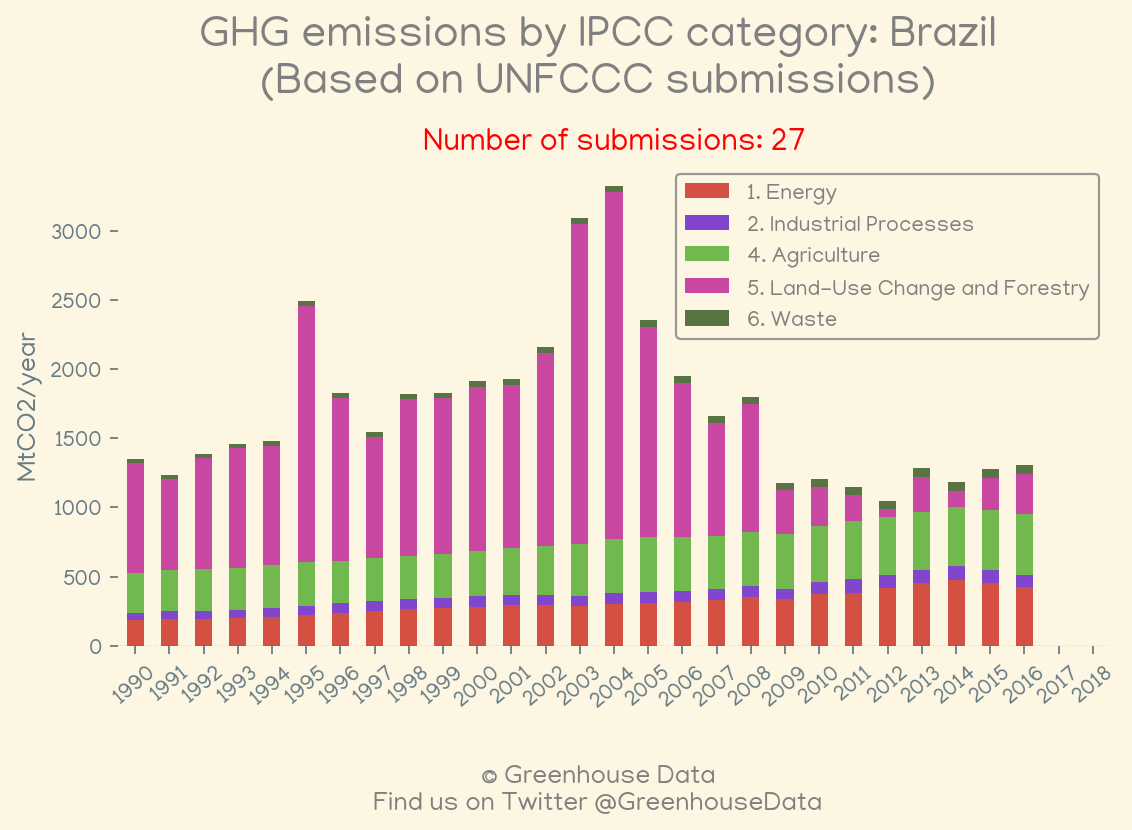 GHG emissions by IPCC category: Brazil
(Based on UNFCCC submissions)
Number of submissions: 27
1. Energy
2. Industrial Processes
4. Agriculture
5. Land-Use Change and Forestry
6. Waste
MtCO2/year
3000
2500
2000
1500
1000
500
0
1990 1991 1992 1993 1994 1995 1996 1997 1998 1999 2000 2001 2002 2003 2004 2005 2006 2007 2008 2009 2010 2011 2012 2013 2014 2015 2016 2017 2018
© Greenhouse Data
Find us on Twitter @GreenhouseData